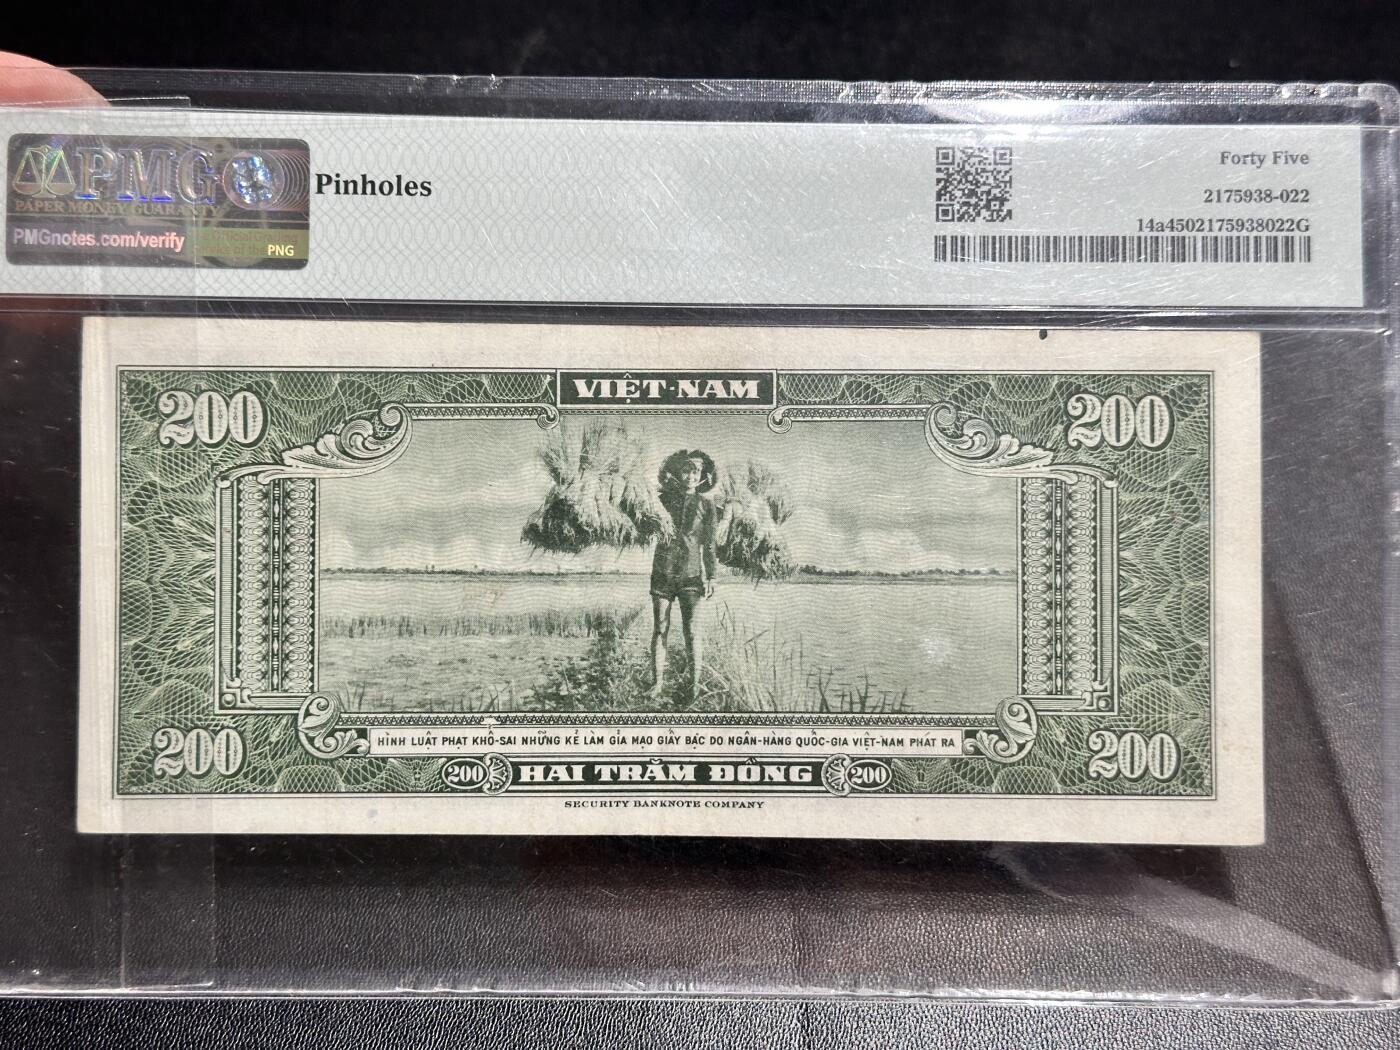 PMG
PAPER MONEY GUARANTY
PMGnotes.com/verify
PNG
Pinholes
Forty Five
2175938-022
14a4502175938022G
VIỆT-NAM
200
200
HÌNH LUẬT PHẠT KHỔ-SAI NHỮNG KẺ LÀM GIẢ MẠO GIẤY BẠC DO NGÂN-HÀNG QUỐC-GIA VIỆT-NAM PHÁT RA
200
200
200 HAI TRĂM ĐỒNG 200
SECURITY BANKNOTE COMPANY